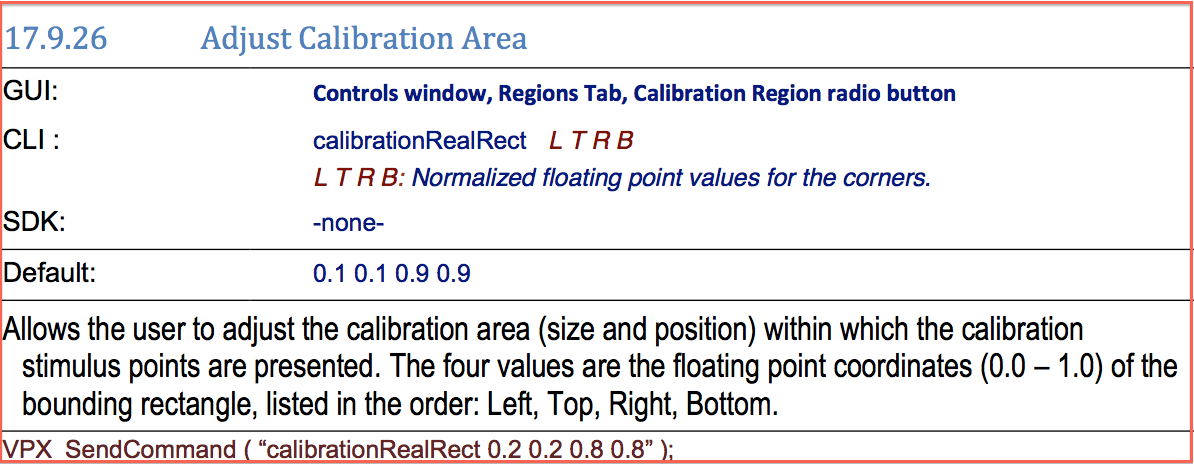 17.9.26 Adjust Calibration Area
GUI: Controls window, Regions Tab, Calibration Region radio button
CLI : calibrationRealRect L T R B
L T R B: Normalized floating point values for the corners.
SDK: -none-
Default: 0.1 0.1 0.9 0.9
Allows the user to adjust the calibration area (size and position) within which the calibration
stimulus points are presented. The four values are the floating point coordinates (0.0 – 1.0) of the
bounding rectangle, listed in the order: Left, Top, Right, Bottom.
VPX_SendCommand ( “calibrationRealRect 0.2 0.2 0.8 0.8” );